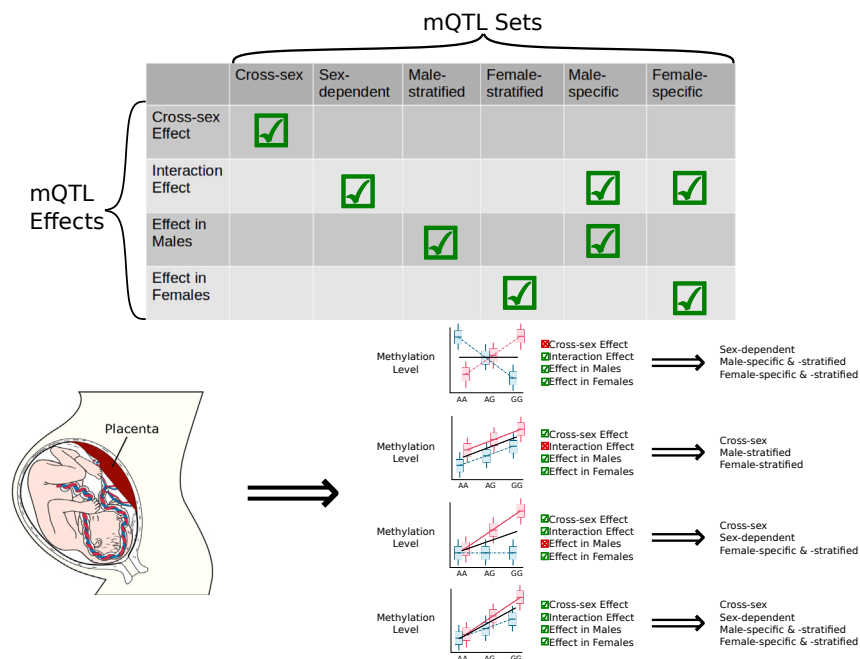 mQTL Sets
Cross-sex
Sex-
dependent
Male-
stratified
Female-
stratified
Male-
specific
Female-
specific
mQTL
Effects
Cross-sex
Effect
Interaction
Effect
Effect in
Males
Effect in
Females
Placenta
Methylation
Level
AA AG GG
Cross-sex Effect
Interaction Effect
Effect in Males
Effect in Females
Sex-dependent
Male-specific & -stratified
Female-specific & -stratified
Methylation
Level
AA AG GG
Cross-sex Effect
Interaction Effect
Effect in Males
Effect in Females
Cross-sex
Male-stratified
Female-stratified
Methylation
Level
AA AG GG
Cross-sex Effect
Interaction Effect
Effect in Males
Effect in Females
Cross-sex
Sex-dependent
Female-specific & -stratified
Methylation
Level
AA AG GG
Cross-sex Effect
Interaction Effect
Effect in Males
Effect in Females
Cross-sex
Sex-dependent
Male-specific & -stratified
Female-specific & -stratified